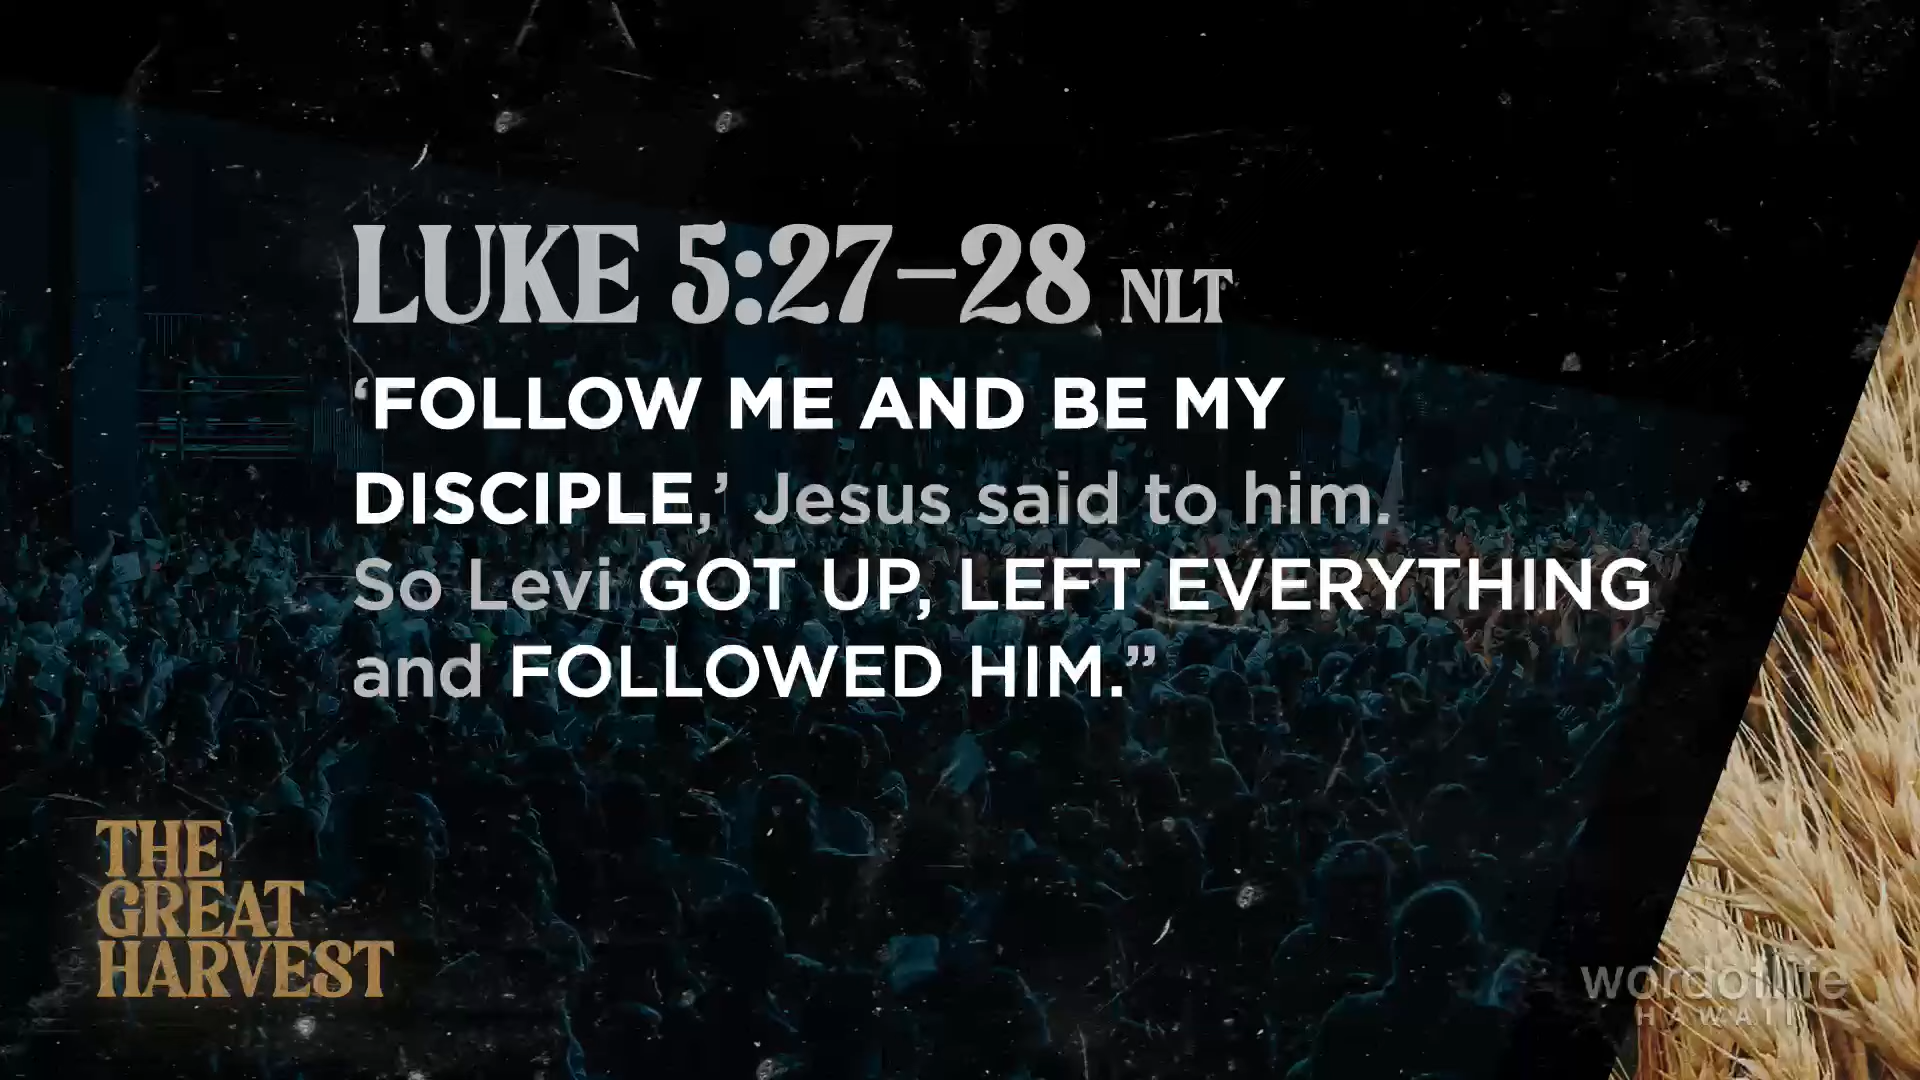 LUKE 5:27–28 NLT
‘FOLLOW ME AND BE MY
DISCIPLE,’ Jesus said to him.
So Levi GOT UP, LEFT EVERYTHING
and FOLLOWED HIM.”
THE
GREAT
HARVEST
wordoflife
HAWAII